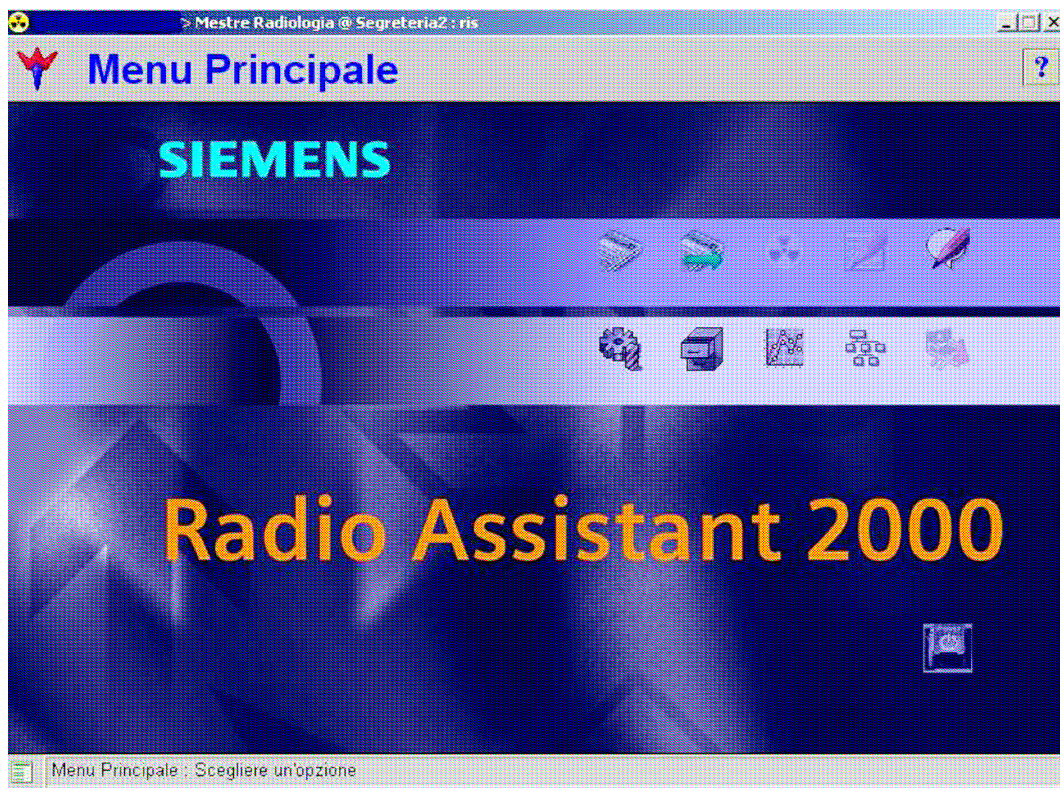 > Mestre Radiologia @ Segreteria2 : ris
Menu Principale
?
SIEMENS
Radio Assistant 2000
Menu Principale : Scegliere un'opzione